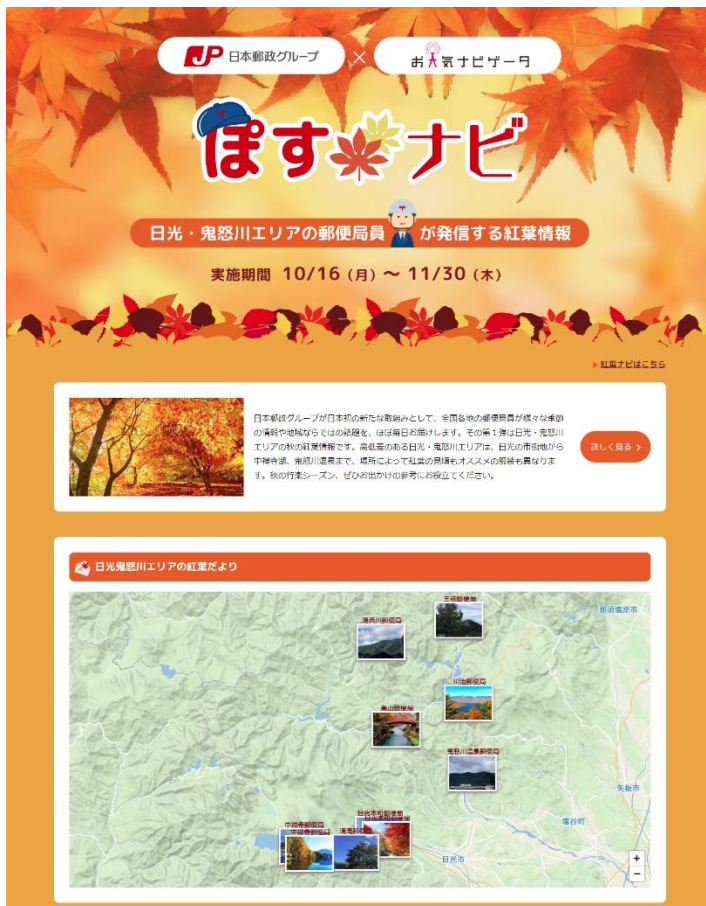 JP 日本郵政グループ
×
お天気ナビゲータ
ぽすナビ
日光・鬼怒川エリアの郵便局員が発信する紅葉情報
実施期間 10/16（月）～ 11/30（木）
紅葉ナビはこちら
日本郵政グループが日本初の新たな取組みとして、全国各地の郵便局員が様々な季節
の情報や地域ならではの話題を、ほぼ毎日お届けします。その第１弾は日光・鬼怒川
エリアの秋の紅葉情報です。高低差のある日光・鬼怒川エリアは、日光の市街地から
中禅寺湖、鬼怒川温泉まで、場所によって紅葉の見頃もオススメの服装も異なりま
す。秋の行楽シーズン、ぜひお出かけの参考にお役立てください。
詳しく見る
日光鬼怒川エリアの紅葉だより
三依郵便局
那須塩原市
湯西川郵便局
川治郵便局
栗山郵便局
鬼怒川温泉郵便局
矢板市
塩谷町
中禅寺郵便局
清滝郵便局
日光市
+
−